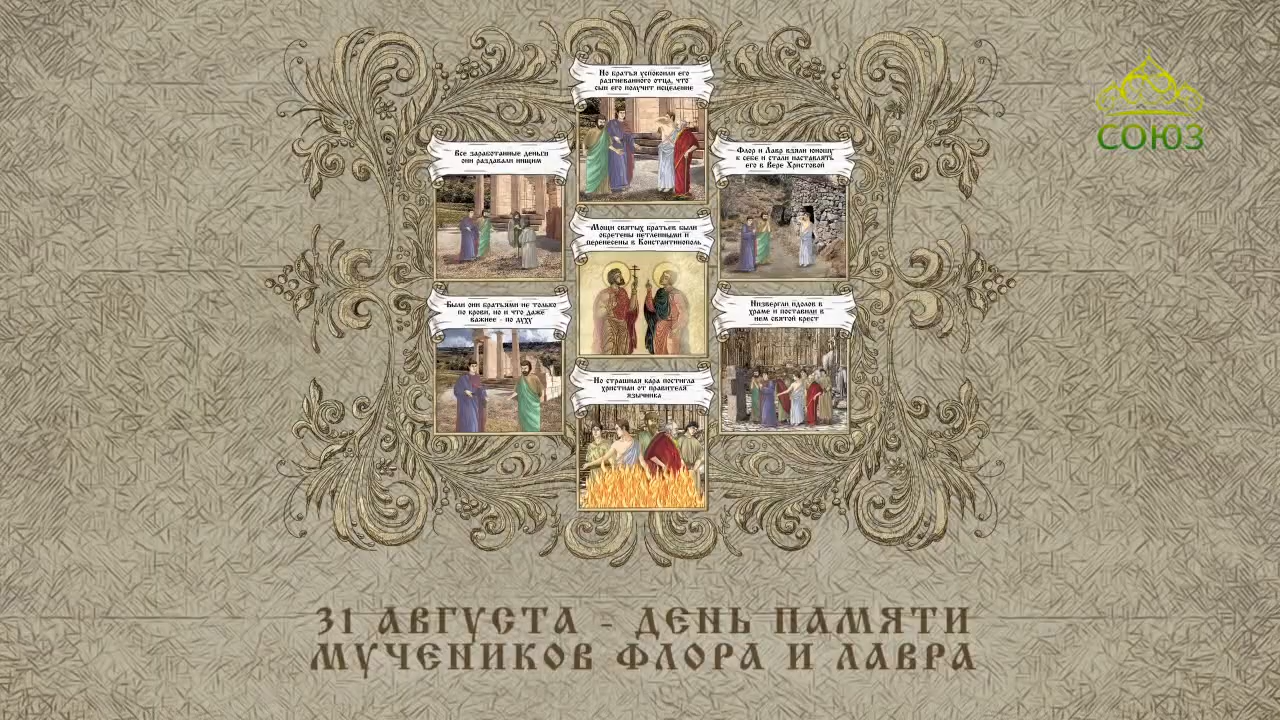 Но братья успокоили его
разгневанного отца, что
сын его получит исцеление
СОЮЗ
Все заработанные деньги
они раздавали нищим
Флор и Лавр взяли юношу
к себе и стали наставлять
его в Вере Христовой
Мощи святых братьев были
обретены нетленными и
перенесены в Константинополь
Были они братьями не только
по крови, но и что даже
важнее - по духу
Низвергли идолов в
храме и поставили в
нем святой крест
Но страшная кара постигла
христиан от правителя
язычника
31 АВГУСТА - ДЕНЬ ПАМЯТИ
МУЧЕНИКОВ ФЛОРА И ЛАВРА